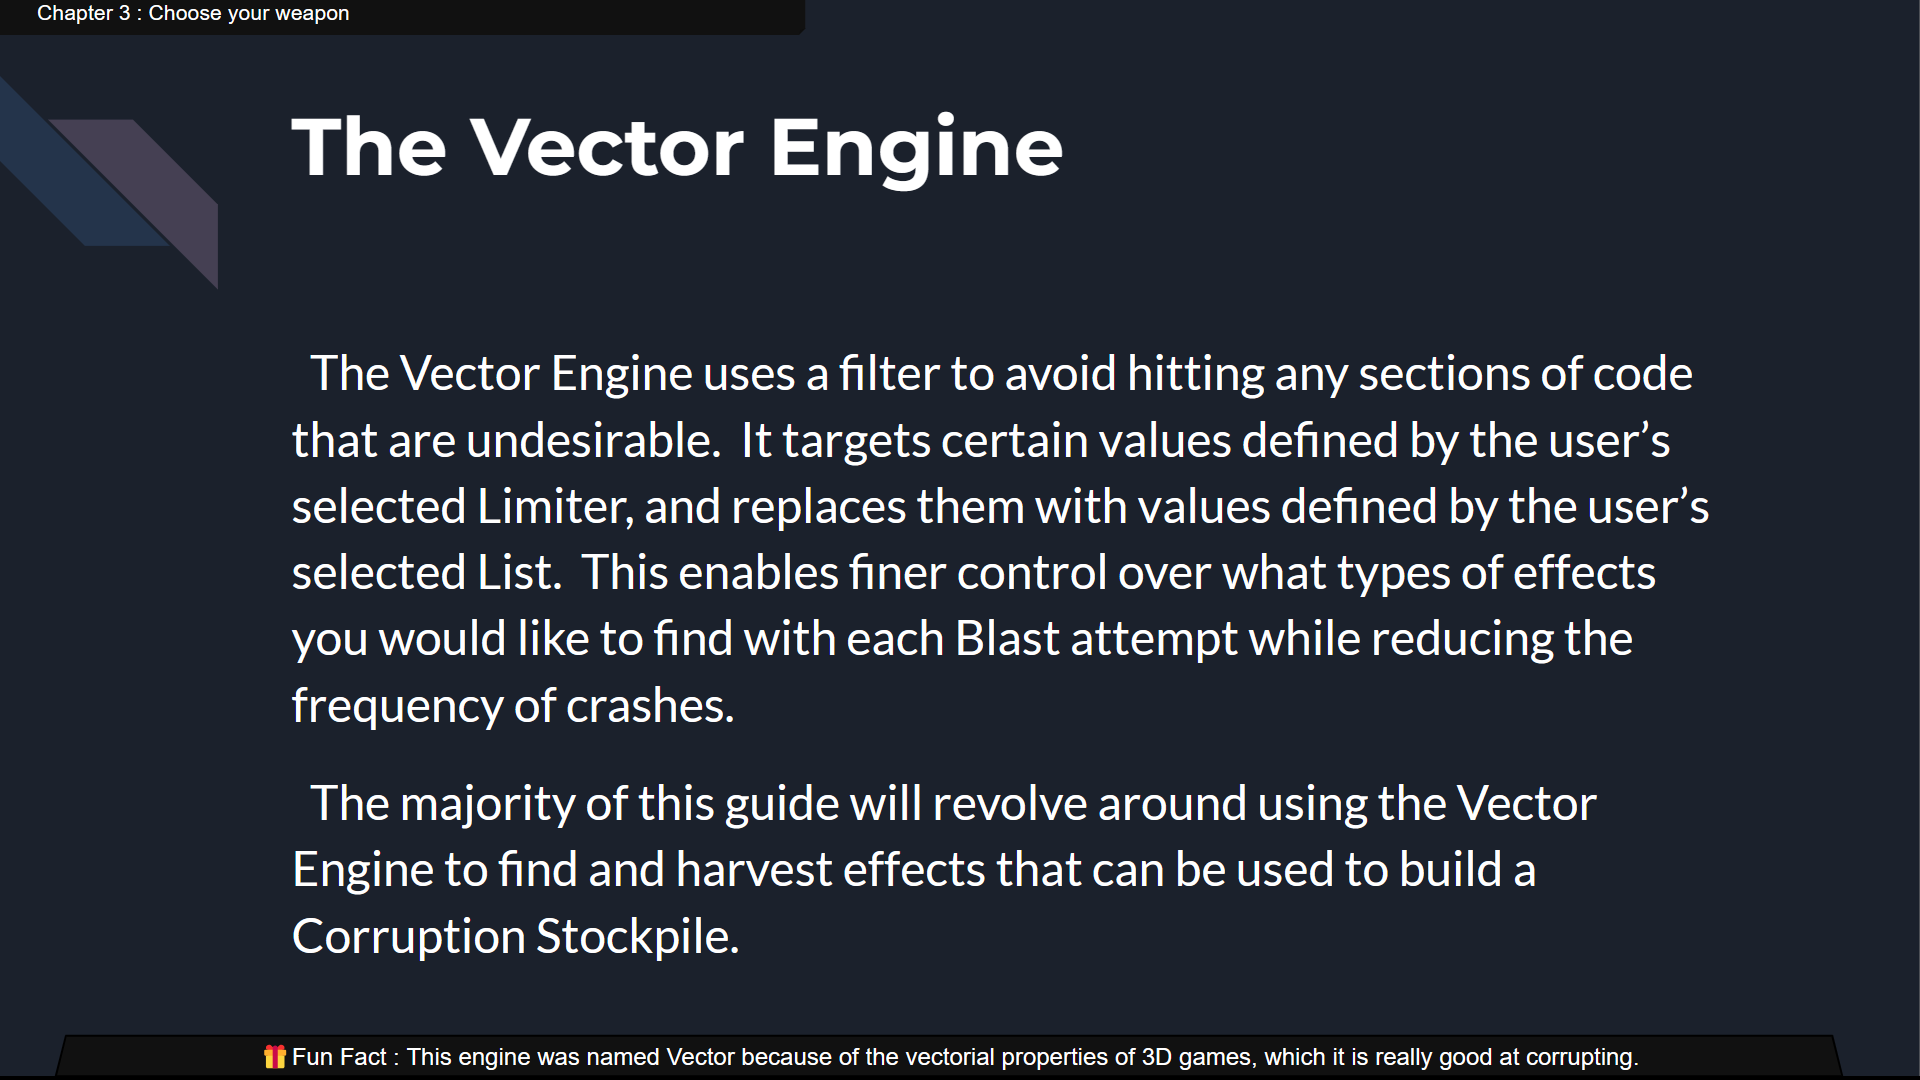 Chapter 3 : Choose your weapon
The Vector Engine
The Vector Engine uses a filter to avoid hitting any sections of code
that are undesirable.  It targets certain values defined by the user’s
selected Limiter, and replaces them with values defined by the user’s
selected List.  This enables finer control over what types of effects
you would like to find with each Blast attempt while reducing the
frequency of crashes.
The majority of this guide will revolve around using the Vector
Engine to find and harvest effects that can be used to build a
Corruption Stockpile.
🎁 Fun Fact : This engine was named Vector because of the vectorial properties of 3D games, which it is really good at corrupting.